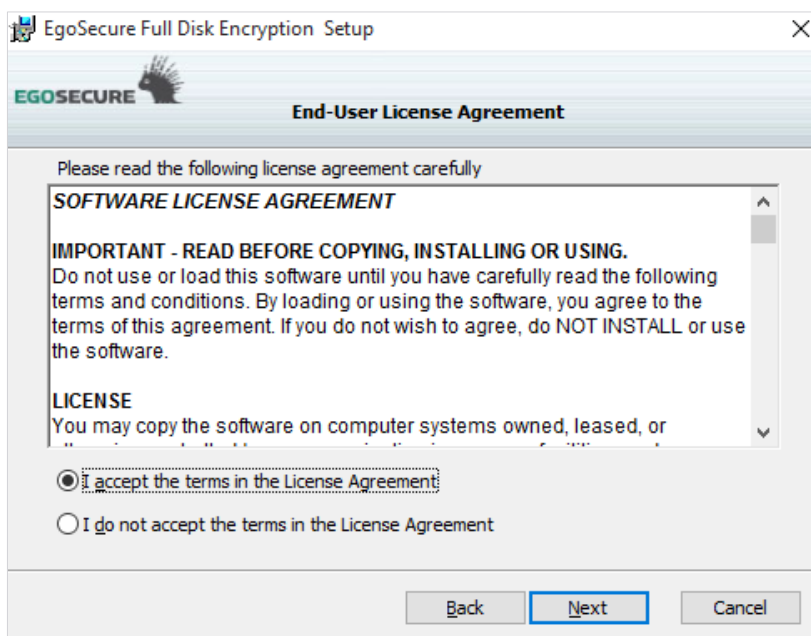 EgoSecure Full Disk Encryption Setup
EGOSECURE
End-User License Agreement
Please read the following license agreement carefully
SOFTWARE LICENSE AGREEMENT
IMPORTANT - READ BEFORE COPYING, INSTALLING OR USING.
Do not use or load this software until you have carefully read the following
terms and conditions. By loading or using the software, you agree to the
terms of this agreement. If you do not wish to agree, do NOT INSTALL or use
the software.
LICENSE
You may copy the software on computer systems owned, leased, or
I accept the terms in the License Agreement
I do not accept the terms in the License Agreement
Back Next Cancel